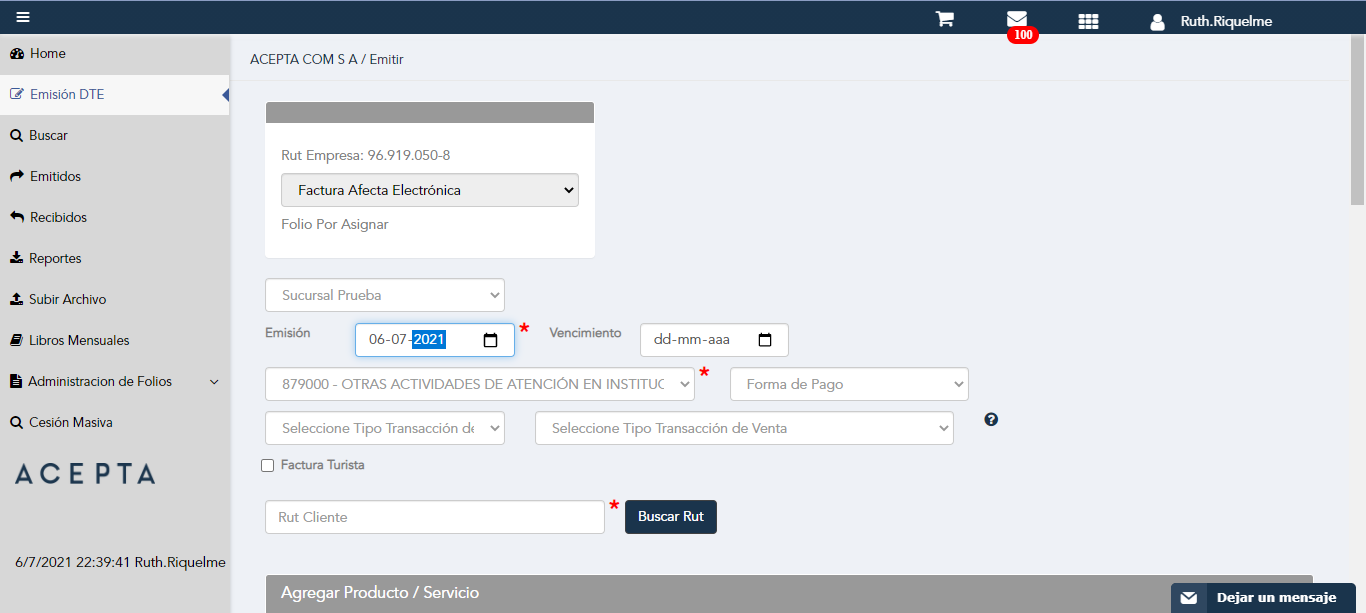 Ruth.Riquelme
100
Home
ACEPTA COM S A / Emitir
Emisión DTE
Buscar
Emitidos
Recibidos
Reportes
Subir Archivo
Libros Mensuales
Administracion de Folios
Cesión Masiva
ACEPTA
6/7/2021 22:39:41 Ruth.Riquelme
Rut Empresa: 96.919.050-8
Factura Afecta Electrónica
Folio Por Asignar
Sucursal Prueba
Emisión 06-07-2021 * Vencimiento dd-mm-aaa
879000 - OTRAS ACTIVIDADES DE ATENCIÓN EN INSTITUC * Forma de Pago
Seleccione Tipo Transacción de Seleccione Tipo Transacción de Venta
Factura Turista
Rut Cliente * Buscar Rut
Agregar Producto / Servicio
Dejar un mensaje